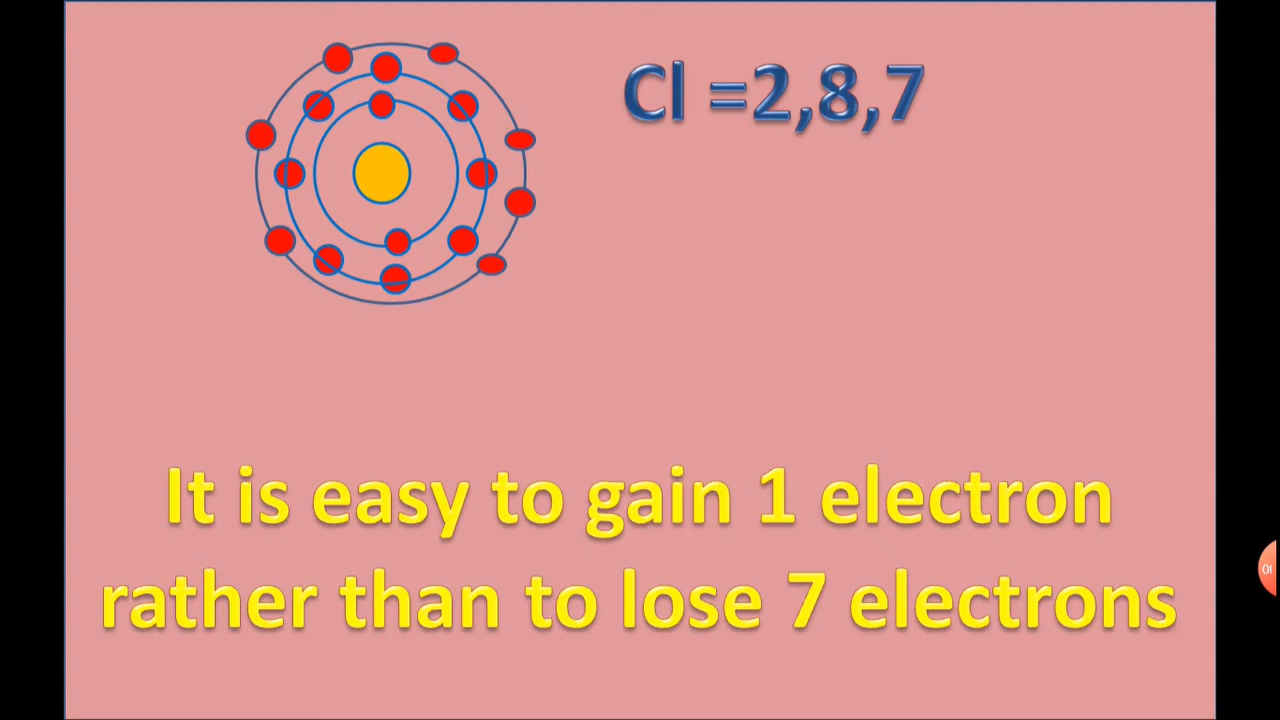 Cl =2,8,7
It is easy to gain 1 electron
rather than to lose 7 electrons